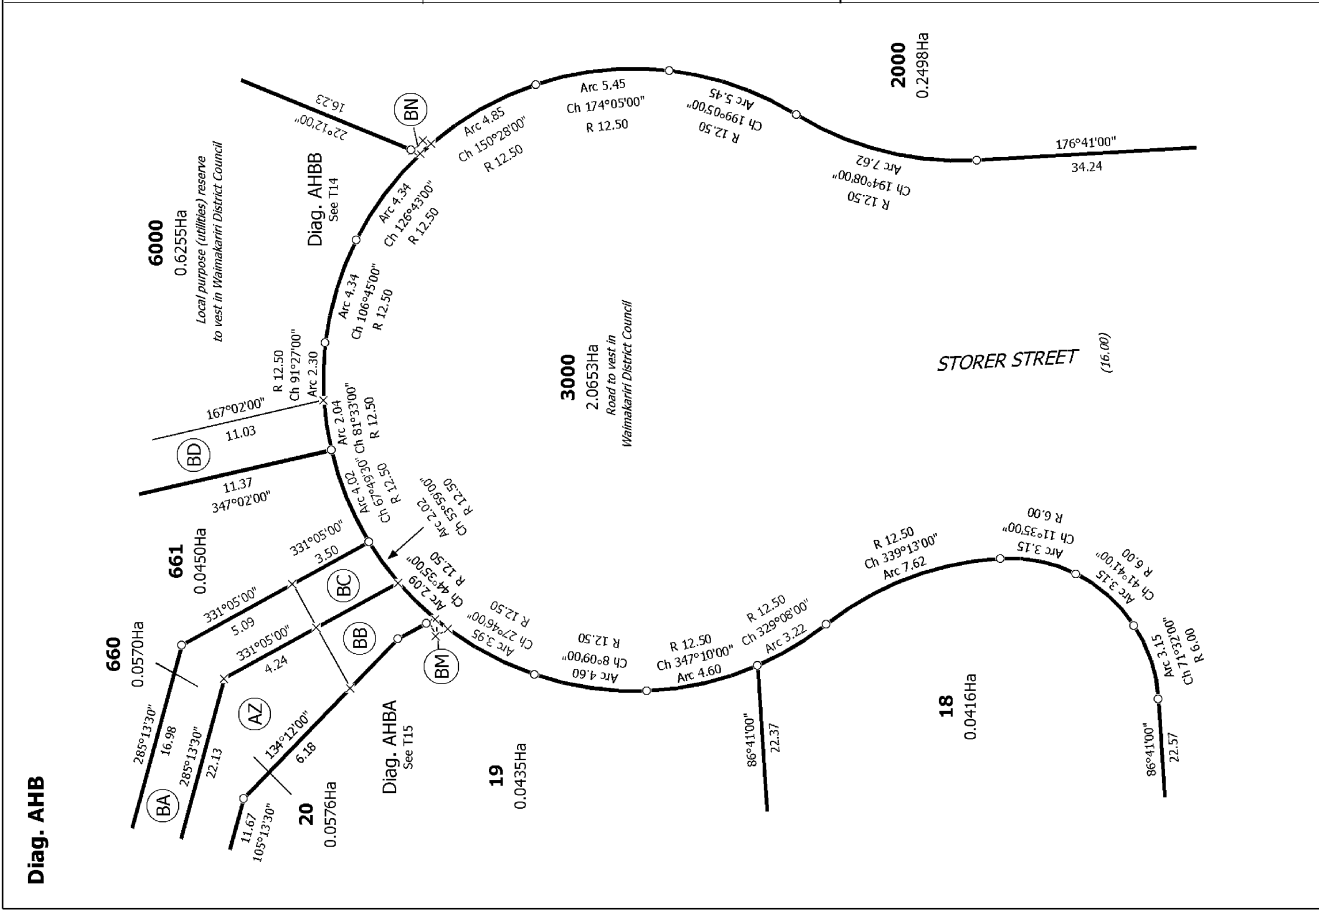 Diag. AHB
2000
0.2498Ha
16.23
22°12'00"
BN
Arc 4.85
Ch 150°28'00"
R 12.50
Arc 5.45
Ch 174°05'00"
R 12.50
Arc 5.45
Ch 199°05'00"
R 12.50
Arc 7.62
Ch 194°08'00"
R 12.50
176°41'00"
34.24
6000
0.6255Ha
Local purpose (utilities) reserve
to vest in Waimakariri District Council
Diag. AHBB
See T14
Arc 4.34
Ch 126°43'00"
R 12.50
Arc 4.34
Ch 106°45'00"
R 12.50
R 12.50
Ch 91°27'00"
Arc 2.30
167°02'00"
11.03
BD
11.37
347°02'00"
Arc 2.04
Ch 81°33'00"
R 12.50
Arc 4.02
Ch 67°49'30"
R 12.50
Arc 2.02
Ch 53°59'00"
R 12.50
3000
2.0653Ha
Road to vest in
Waimakariri District Council
STORER STREET
(16.00)
661
0.0450Ha
331°05'00"
3.50
331°05'00"
5.09
331°05'00"
4.24
BC
BB
BM
Arc 2.09
Ch 44°35'00"
R 12.50
Arc 3.95
Ch 27°46'00"
R 12.50
Arc 4.60
Ch 8°09'00"
R 12.50
R 12.50
Ch 347°10'00"
Arc 4.60
R 12.50
Ch 329°08'00"
Arc 3.22
R 12.50
Ch 339°13'00"
Arc 7.62
Arc 3.15
Ch 11°35'00"
R 6.00
Arc 3.15
Ch 41°41'00"
R 6.00
Arc 3.15
Ch 71°32'00"
R 6.00
660
0.0570Ha
285°13'30"
16.98
285°13'30"
22.13
BA
AZ
134°12'00"
6.18
11.67
105°13'30"
20
0.0576Ha
Diag. AHBA
See T15
19
0.0435Ha
86°41'00"
22.37
18
0.0416Ha
86°41'00"
22.57